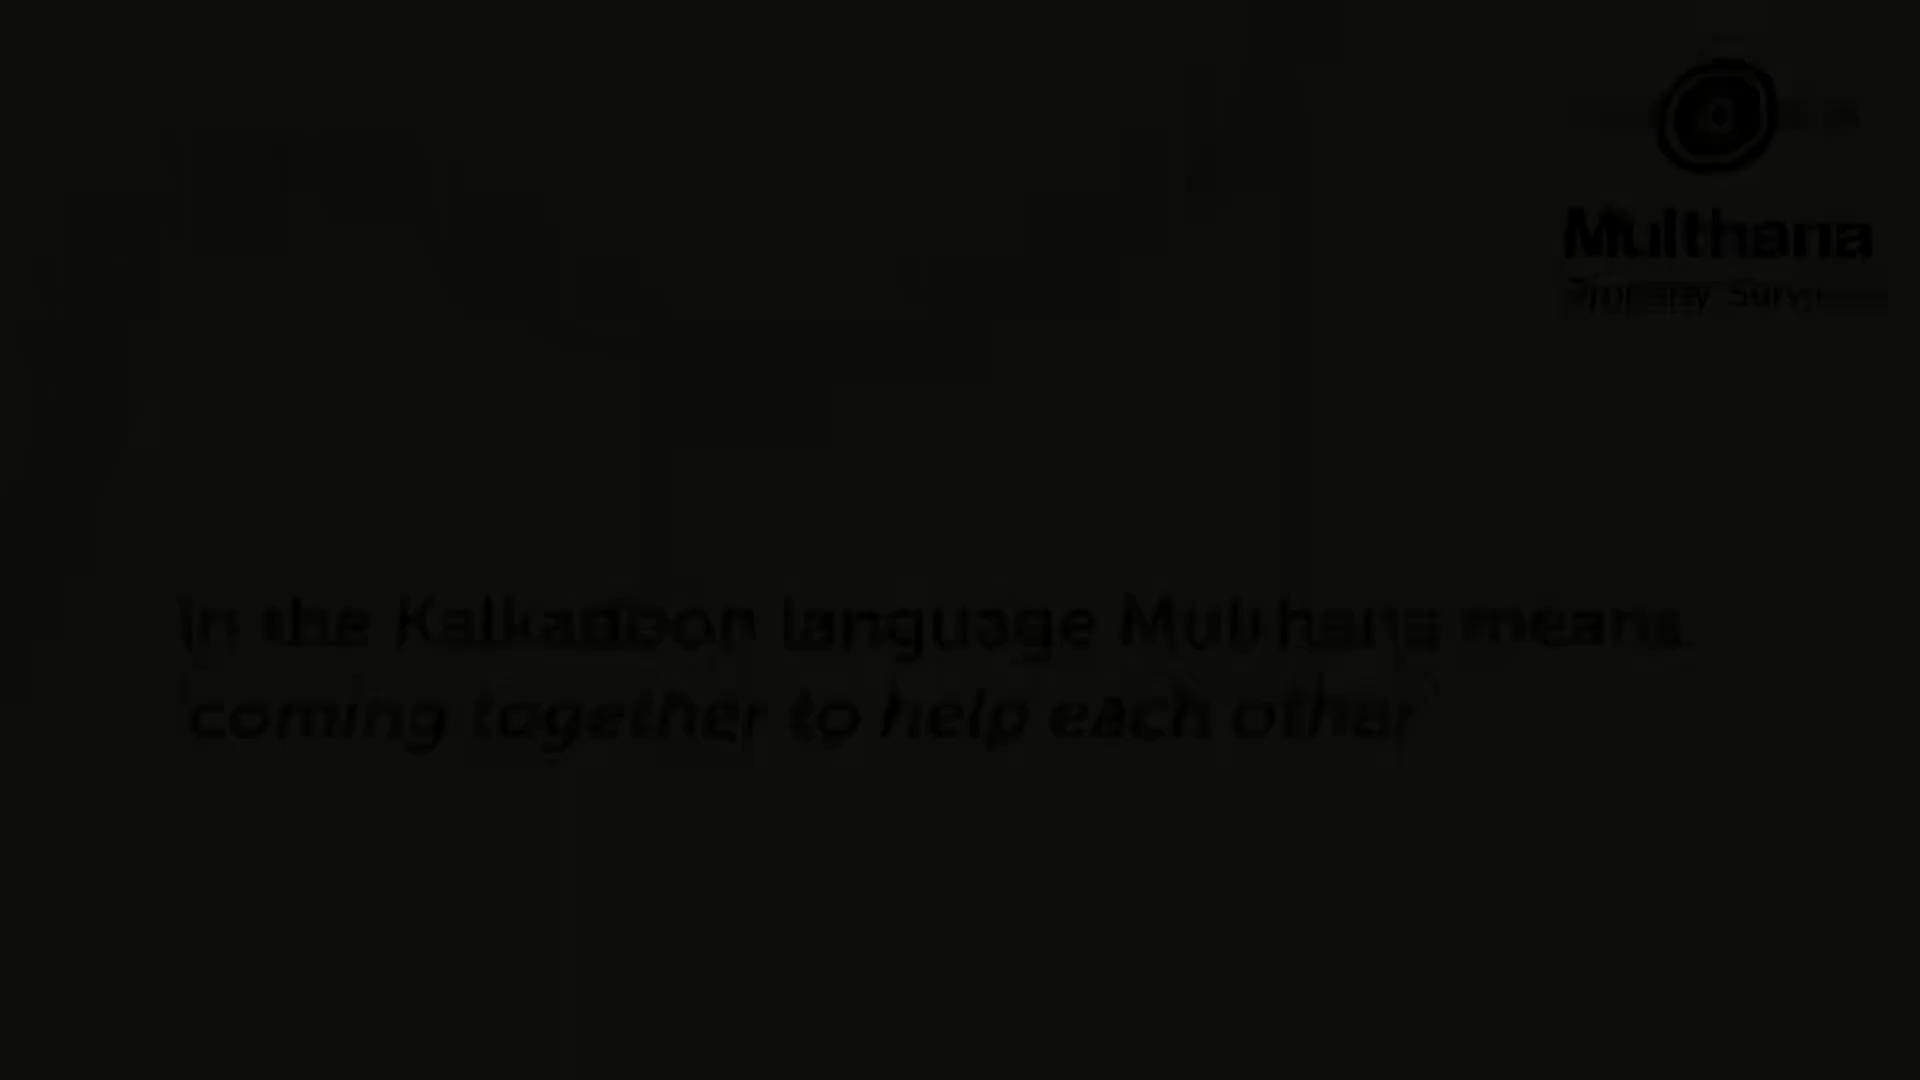 Multhana
Property Services
In the Kalkadoon language Multhana means
'coming together to help each other'